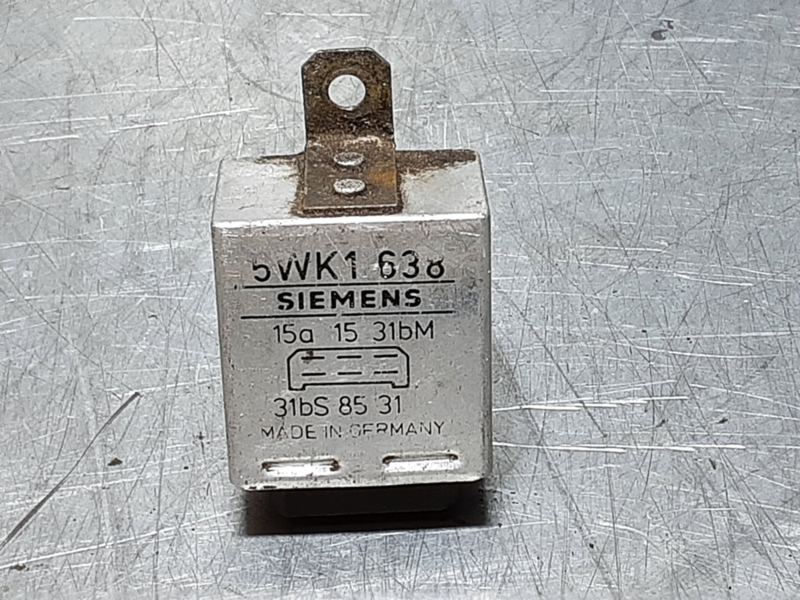 5WK1 638
SIEMENS
15a 15 31bM
31bS 85 31
MADE IN GERMANY